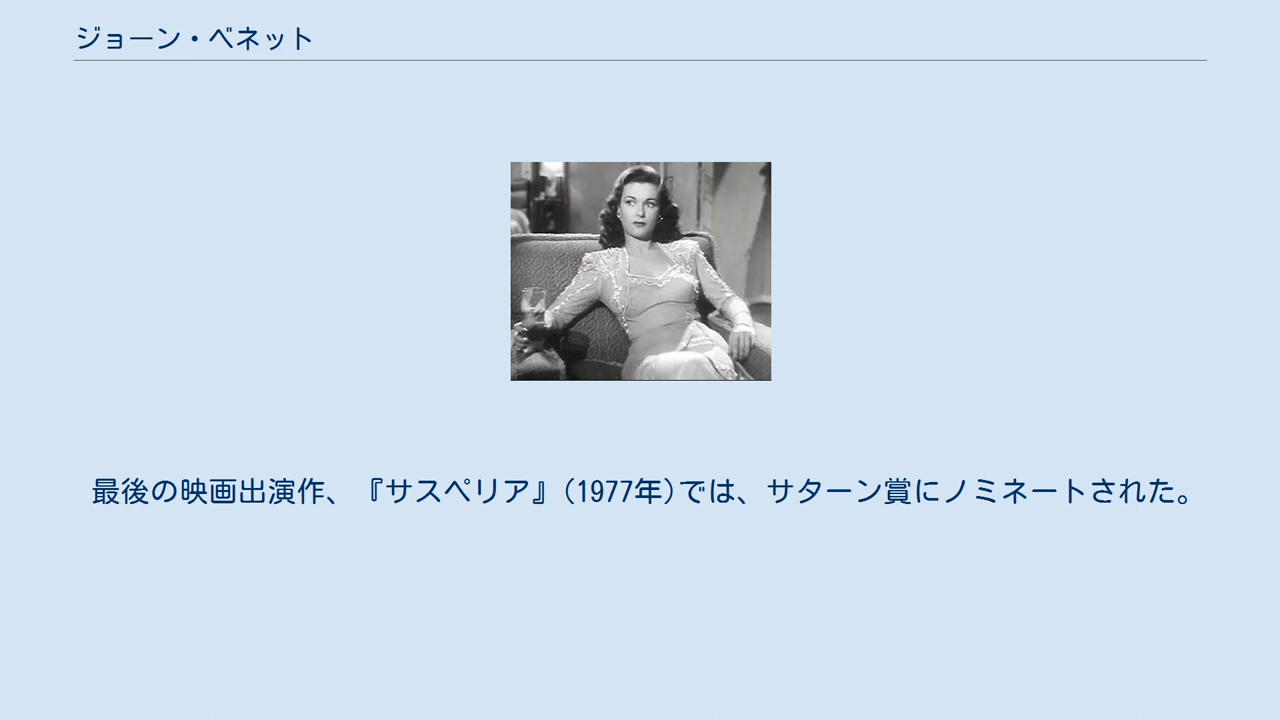 ジョーン・ベネット
最後の映画出演作、『サスペリア』(1977年)では、サターン賞にノミネートされた。